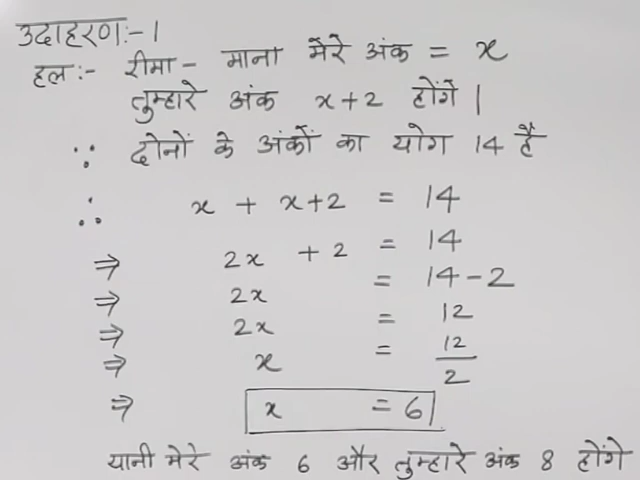 उदाहरण:-1
हल:- रीमा - माना मेरे अंक = x
तुम्हारे अंक x+2 होंगे।
∵ दोनों के अंकों का योग 14 है
∴ x + x+2 = 14
⇒ 2x + 2 = 14
⇒ 2x = 14-2
⇒ 2x = 12
⇒ x = 12/2
⇒ x = 6
यानी मेरे अंक 6 और तुम्हारे अंक 8 होंगे